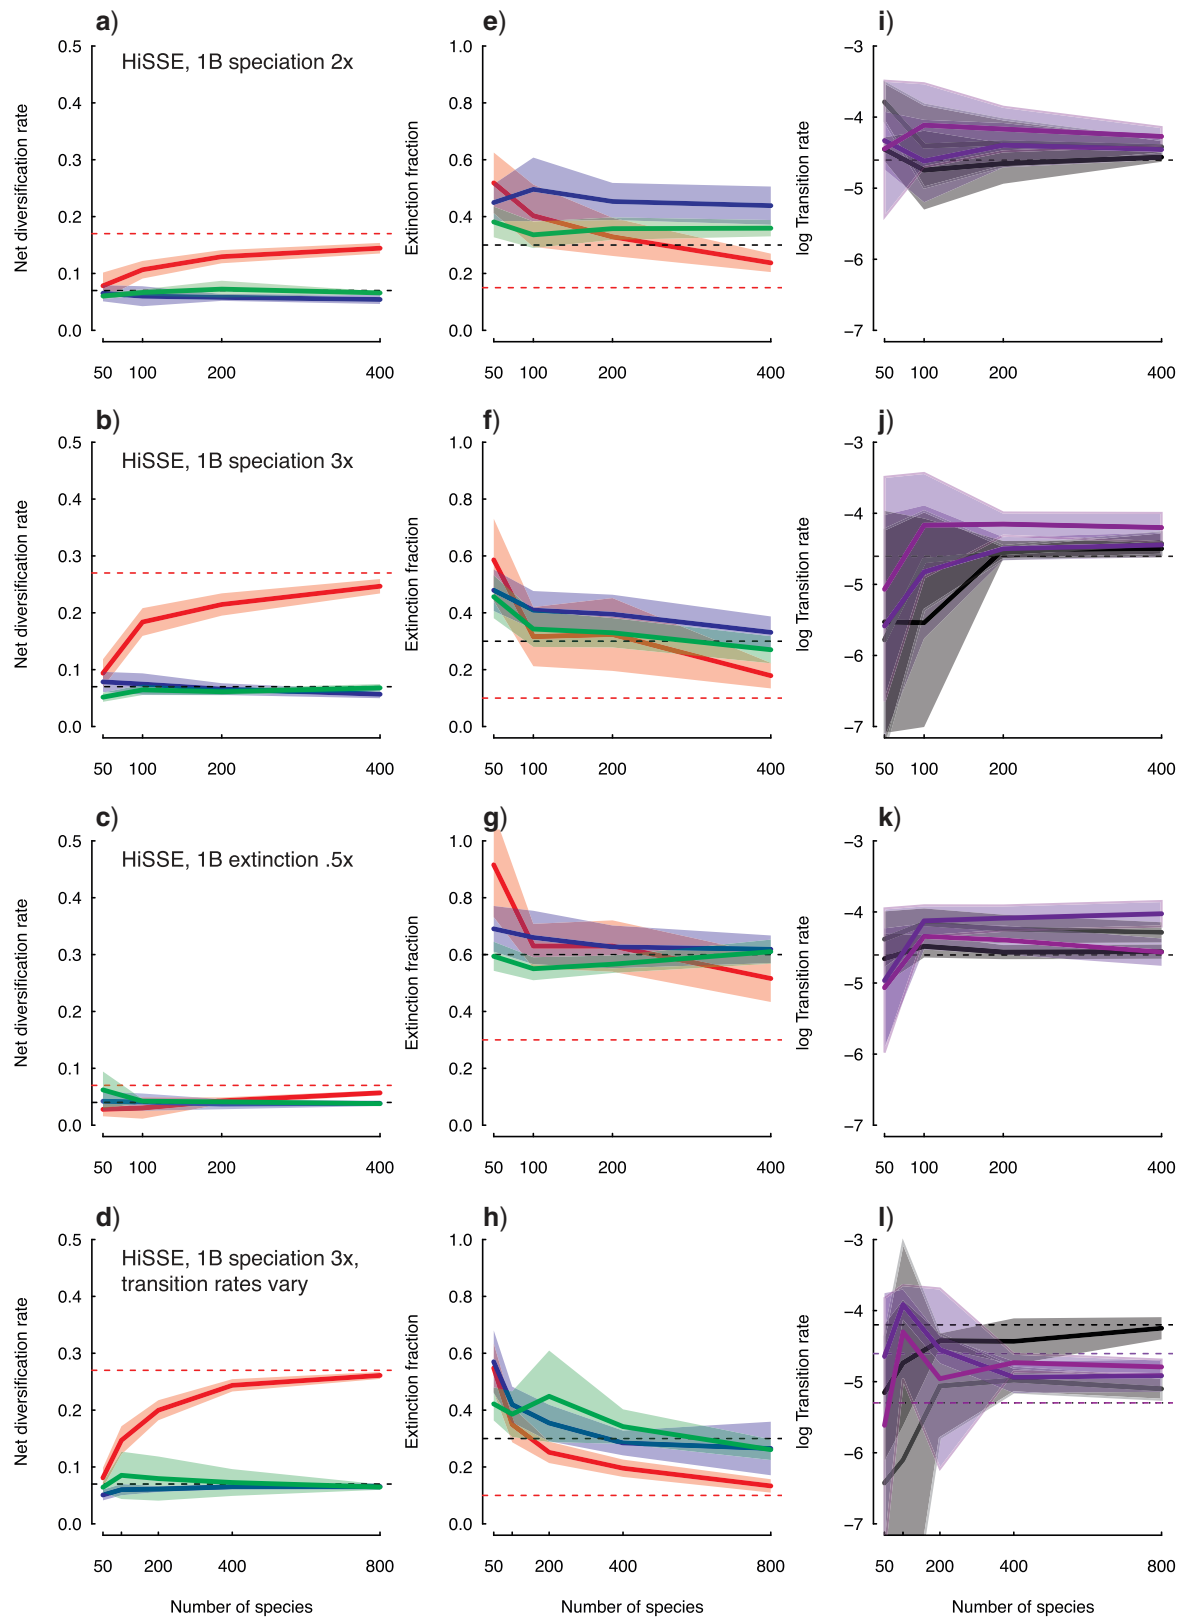 a)
HiSSE, 1B speciation 2x
Net diversification rate
0.5
0.4
0.3
0.2
0.1
0.0
50 100 200 400
e)
Extinction fraction
1.0
0.8
0.6
0.4
0.2
0.0
50 100 200 400
i)
log Transition rate
−3
−4
−5
−6
−7
50 100 200 400
b)
HiSSE, 1B speciation 3x
Net diversification rate
0.5
0.4
0.3
0.2
0.1
0.0
50 100 200 400
f)
Extinction fraction
1.0
0.8
0.6
0.4
0.2
0.0
50 100 200 400
j)
log Transition rate
−3
−4
−5
−6
−7
50 100 200 400
c)
HiSSE, 1B extinction .5x
Net diversification rate
0.5
0.4
0.3
0.2
0.1
0.0
50 100 200 400
g)
Extinction fraction
1.0
0.8
0.6
0.4
0.2
0.0
50 100 200 400
k)
log Transition rate
−3
−4
−5
−6
−7
50 100 200 400
d)
HiSSE, 1B speciation 3x,
transition rates vary
Net diversification rate
0.5
0.4
0.3
0.2
0.1
0.0
50 200 400 800
Number of species
h)
Extinction fraction
1.0
0.8
0.6
0.4
0.2
0.0
50 200 400 800
Number of species
l)
log Transition rate
−3
−4
−5
−6
−7
50 200 400 800
Number of species